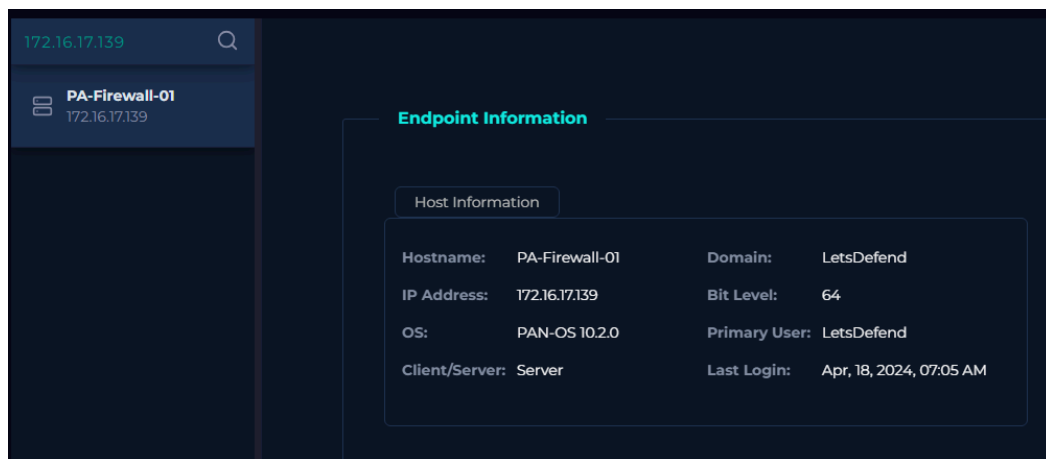 172.16.17.139
PA-Firewall-01
172.16.17.139
Endpoint Information
Host Information
Hostname: PA-Firewall-01 Domain: LetsDefend
IP Address: 172.16.17.139 Bit Level: 64
OS: PAN-OS 10.2.0 Primary User: LetsDefend
Client/Server: Server Last Login: Apr, 18, 2024, 07:05 AM